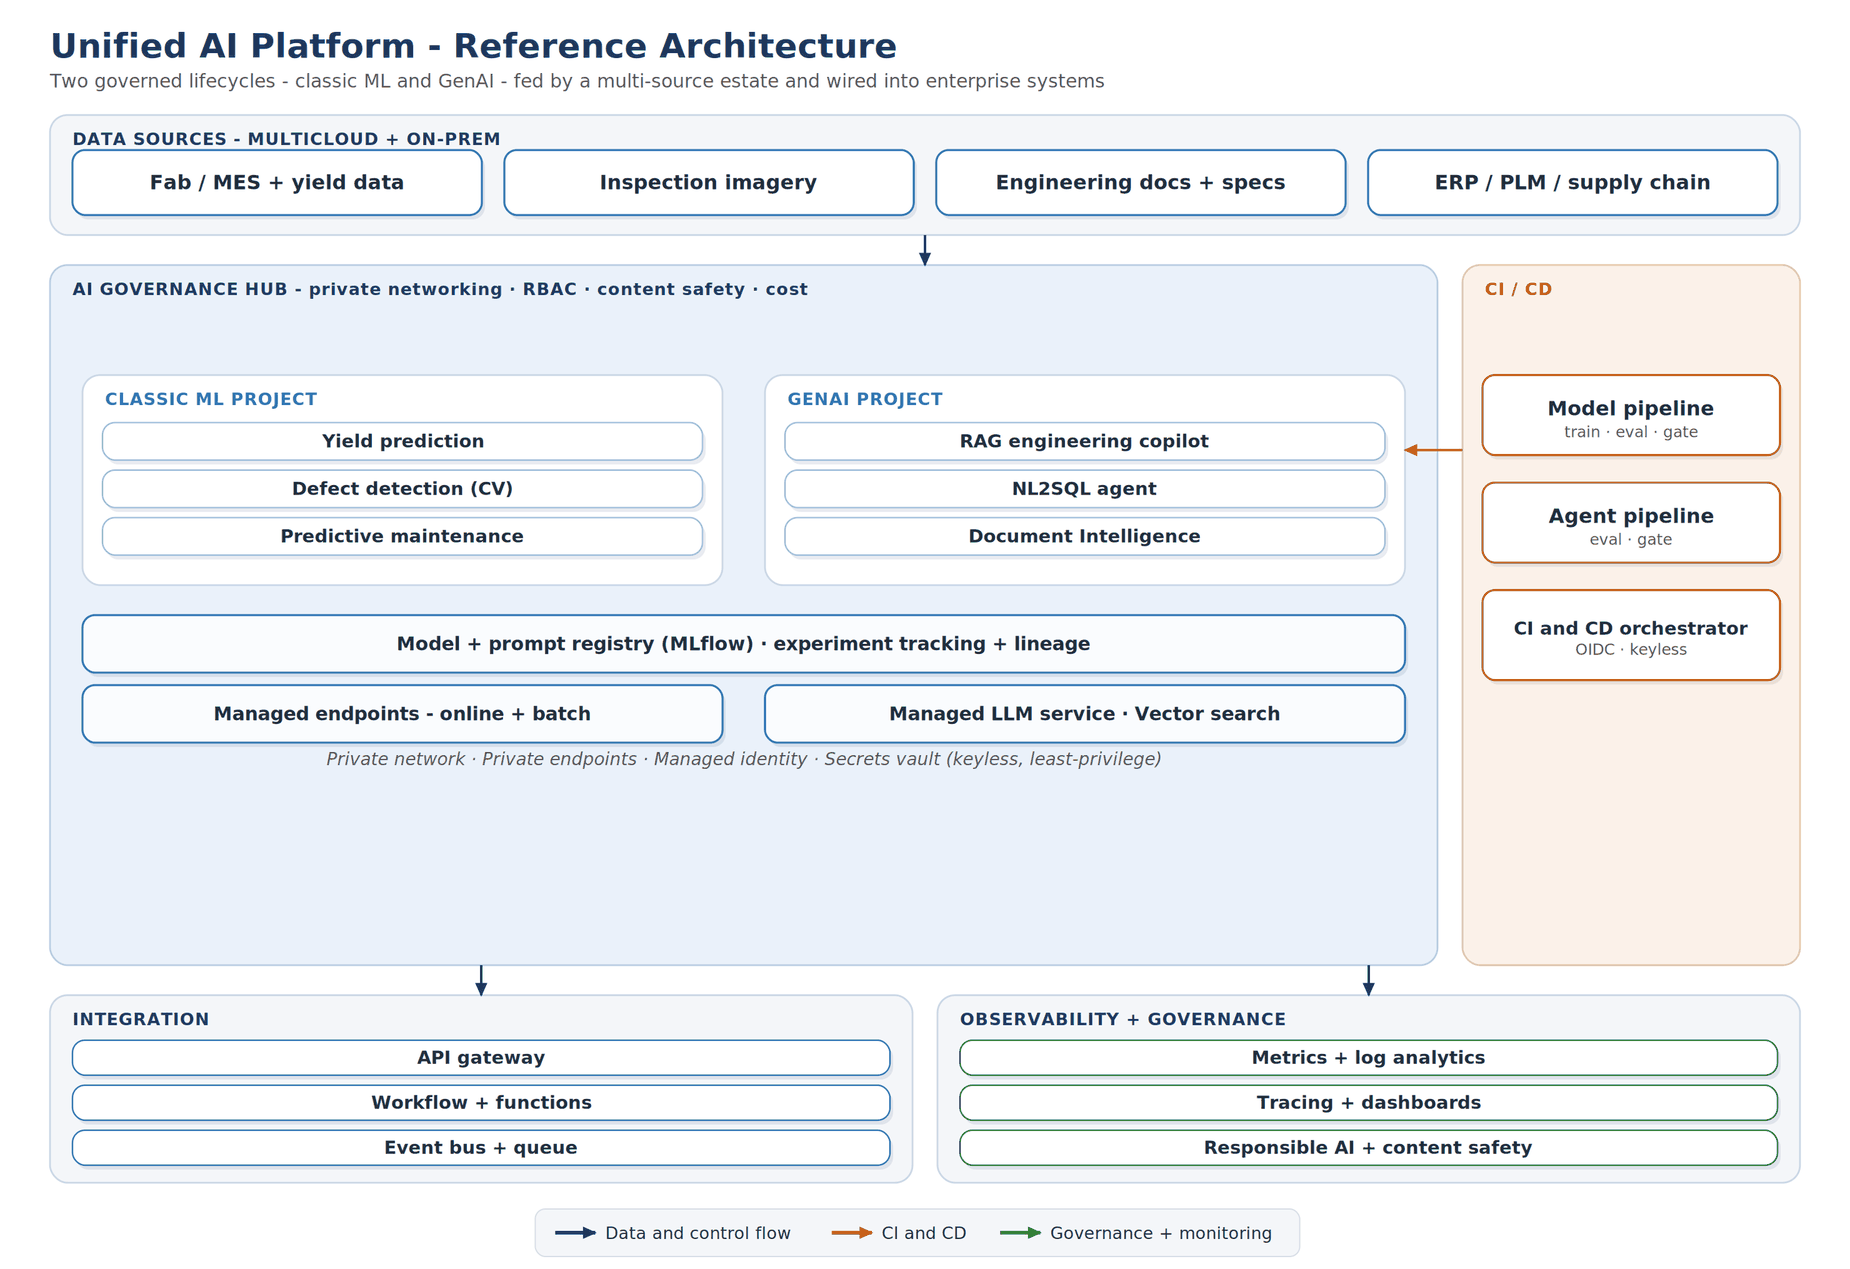 Unified AI Platform - Reference Architecture
Two governed lifecycles - classic ML and GenAI - fed by a multi-source estate and wired into enterprise systems
DATA SOURCES - MULTICLOUD + ON-PREM
Fab / MES + yield data
Inspection imagery
Engineering docs + specs
ERP / PLM / supply chain
AI GOVERNANCE HUB - private networking · RBAC · content safety · cost
CLASSIC ML PROJECT
Yield prediction
Defect detection (CV)
Predictive maintenance
GENAI PROJECT
RAG engineering copilot
NL2SQL agent
Document Intelligence
Model + prompt registry (MLflow) · experiment tracking + lineage
Managed endpoints - online + batch
Managed LLM service · Vector search
Private network · Private endpoints · Managed identity · Secrets vault (keyless, least-privilege)
CI / CD
Model pipeline
train · eval · gate
Agent pipeline
eval · gate
CI and CD orchestrator
OIDC · keyless
INTEGRATION
API gateway
Workflow + functions
Event bus + queue
OBSERVABILITY + GOVERNANCE
Metrics + log analytics
Tracing + dashboards
Responsible AI + content safety
Data and control flow
CI and CD
Governance + monitoring